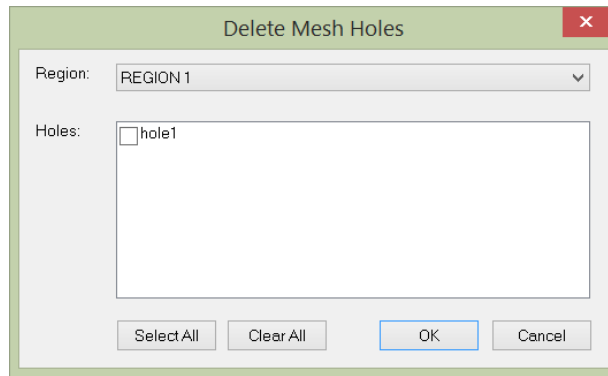 Delete Mesh Holes
Region: REGION 1
Holes: hole1
Select All Clear All OK Cancel